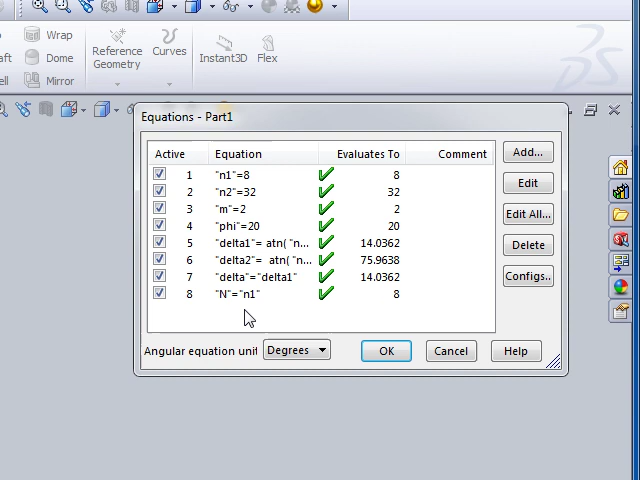 Wrap
Reference
Geometry
Curves
Instant3D
Flex
Dome
Mirror
Equations - Part1
Active Equation Evaluates To Comment
1 "n1"=8 8
2 "n2"=32 32
3 "m"=2 2
4 "phi"=20 20
5 "delta1"= atn( "n... 14.0362
6 "delta2"= atn( "n... 75.9638
7 "delta"="delta1" 14.0362
8 "N"="n1" 8
Add...
Edit
Edit All...
Delete
Configs..
Angular equation unit Degrees OK Cancel Help